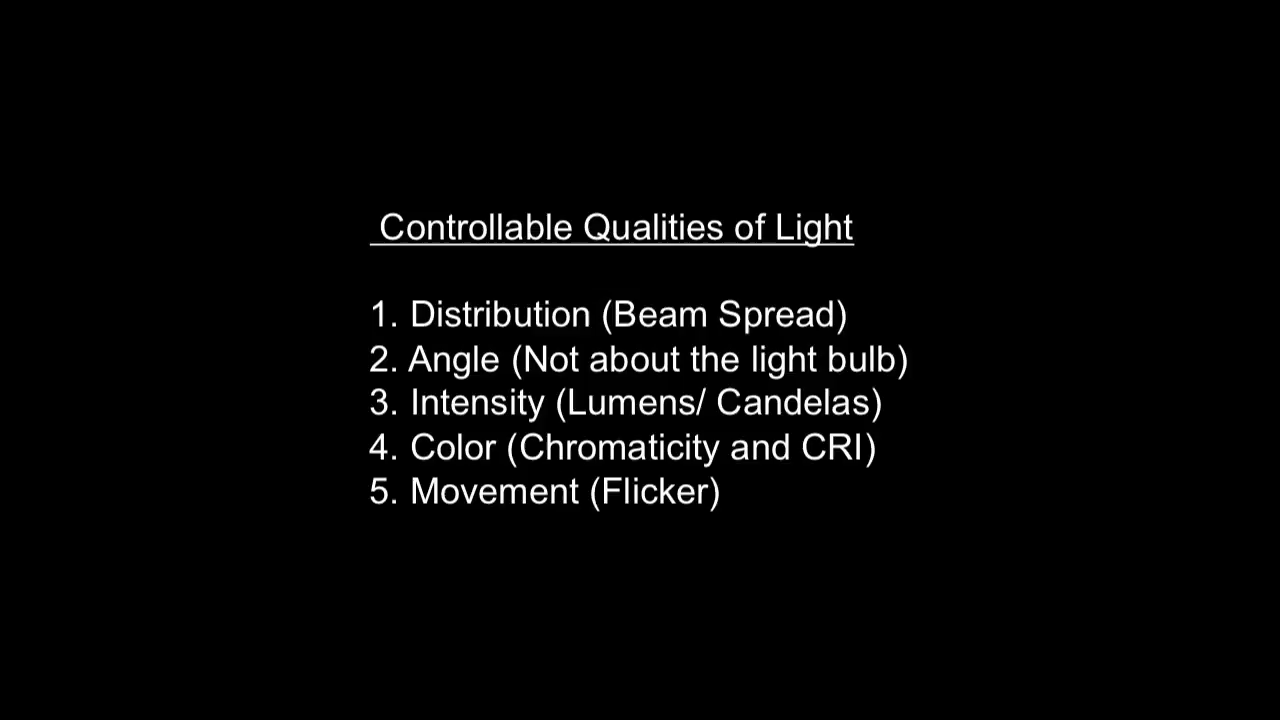 Controllable Qualities of Light
1. Distribution (Beam Spread)
2. Angle (Not about the light bulb)
3. Intensity (Lumens/ Candelas)
4. Color (Chromaticity and CRI)
5. Movement (Flicker)